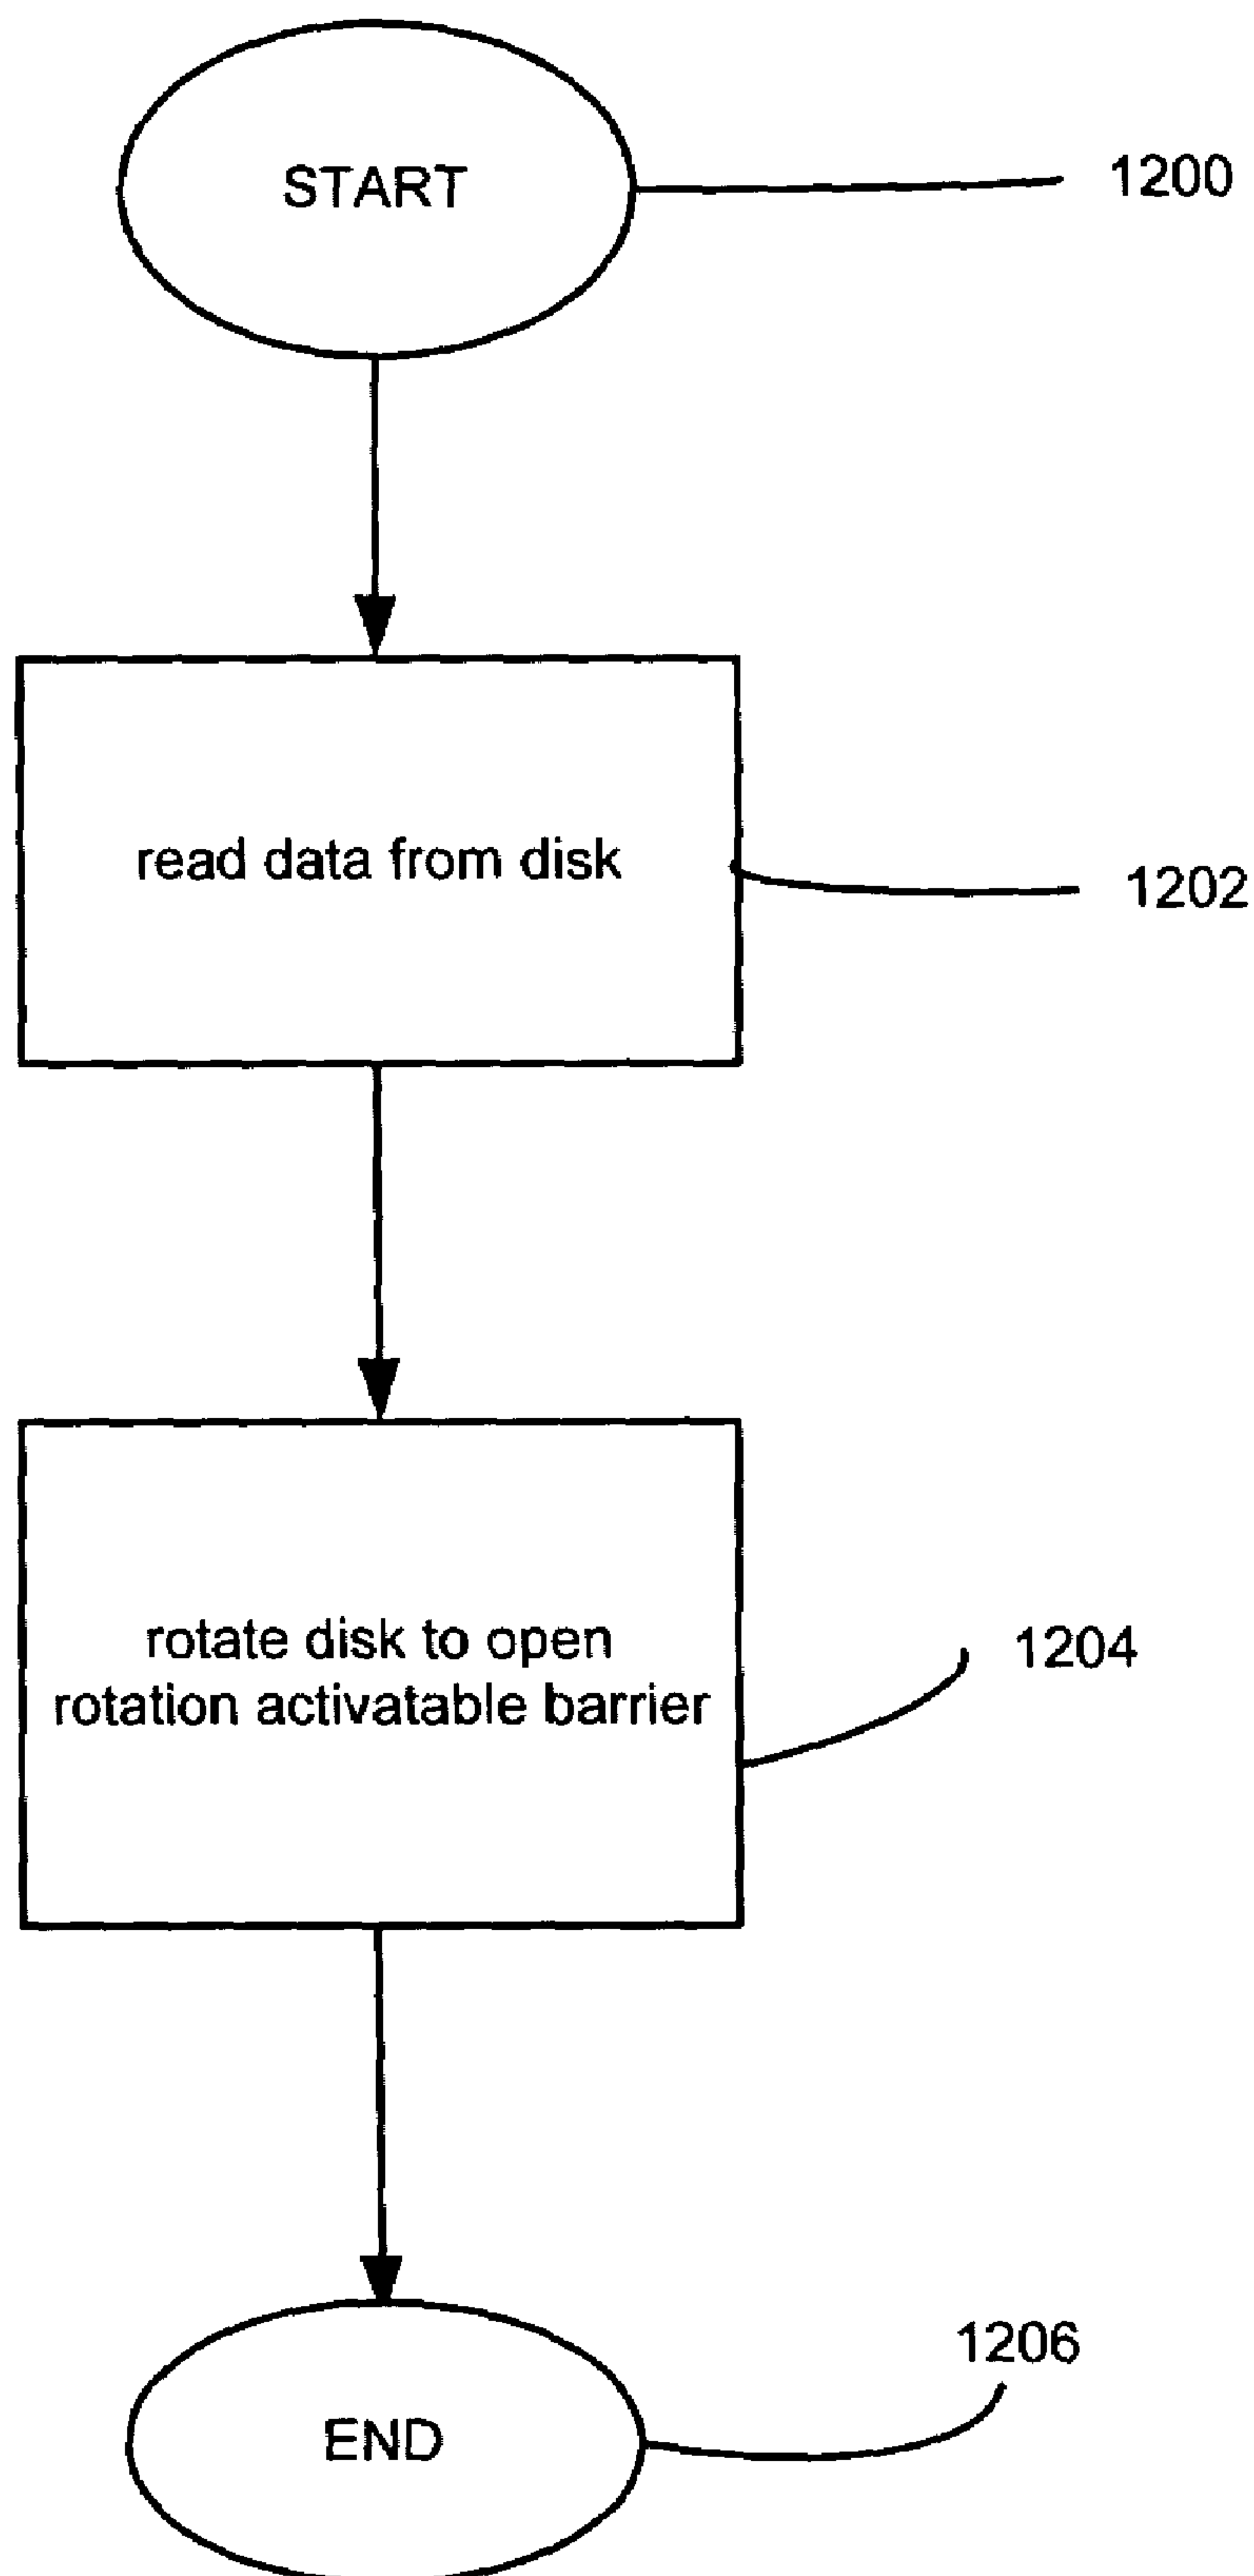 START
1200
read data from disk
1202
rotate disk to open
rotation activatable barrier
1204
1206
END